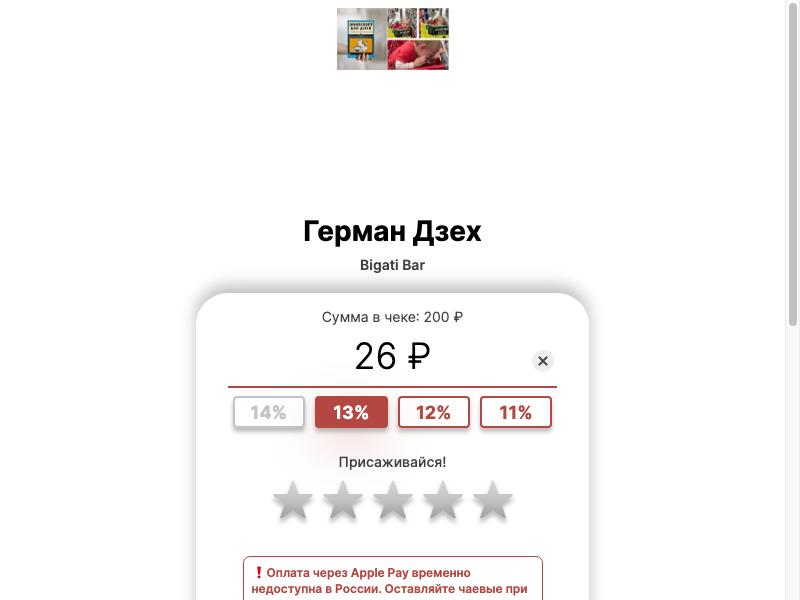 Герман Дзех
Bigati Bar
Сумма в чеке: 200 ₽
26 ₽
14% 13% 12% 11%
Присаживайся!
❗ Оплата через Apple Pay временно
недоступна в России. Оставляйте чаевые при